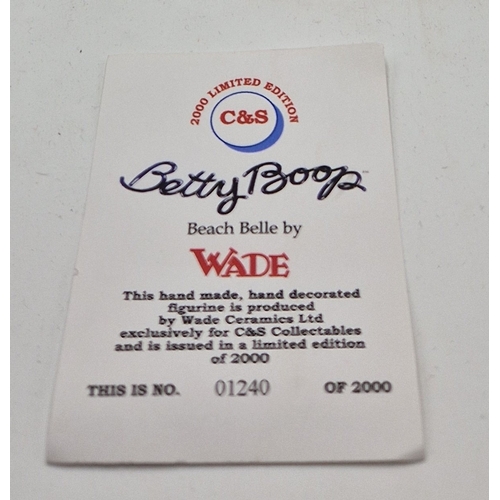 2000 LIMITED EDITION
C&S
Betty Boop™
Beach Belle by
WADE
This hand made, hand decorated
figurine is produced
by Wade Ceramics Ltd
exclusively for C&S Collectables
and is issued in a limited edition
of 2000
THIS IS NO. 01240 OF 2000